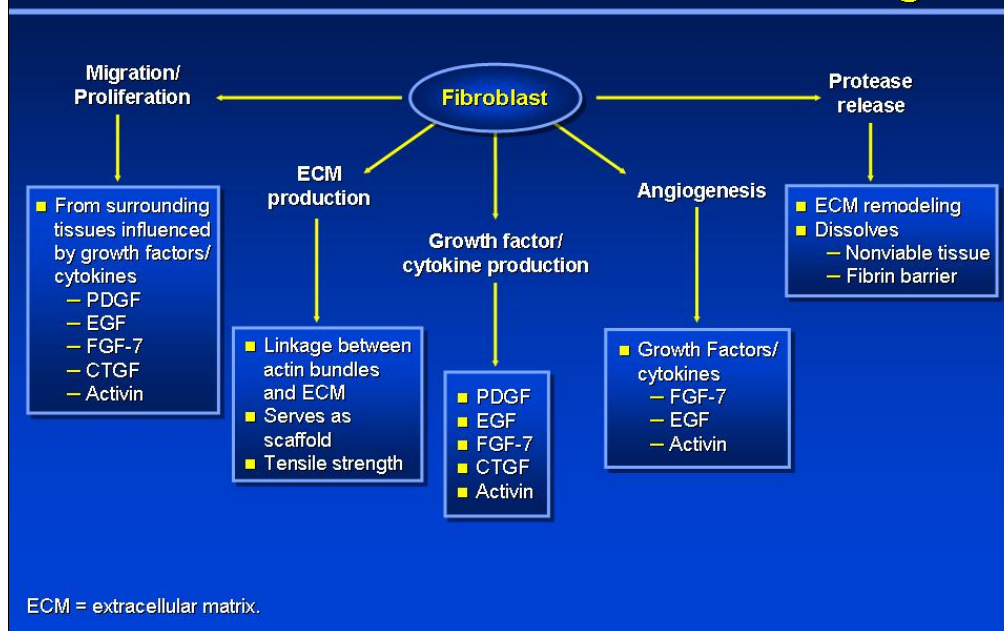 Fibroblast
Migration/
Proliferation
■ From surrounding
tissues influenced
by growth factors/
cytokines
– PDGF
– EGF
– FGF-7
– CTGF
– Activin
ECM
production
■ Linkage between
actin bundles
and ECM
■ Serves as
scaffold
■ Tensile strength
Growth factor/
cytokine production
■ PDGF
■ EGF
■ FGF-7
■ CTGF
■ Activin
Angiogenesis
■ Growth Factors/
cytokines
– FGF-7
– EGF
– Activin
Protease
release
■ ECM remodeling
■ Dissolves
– Nonviable tissue
– Fibrin barrier
ECM = extracellular matrix.